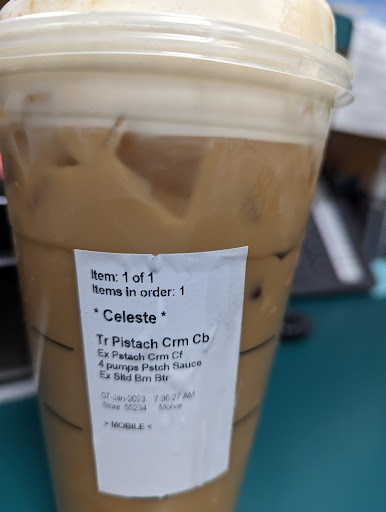 Item: 1 of 1
Items in order: 1
* Celeste *
Tr Pistach Crm Cb
Ex Pstach Crm Cf
4 pumps Pstch Sauce
Ex Sltd Brn Btr
07 Jan 2023 7:36:27 AM
Store 55234 Mobile
> MOBILE <